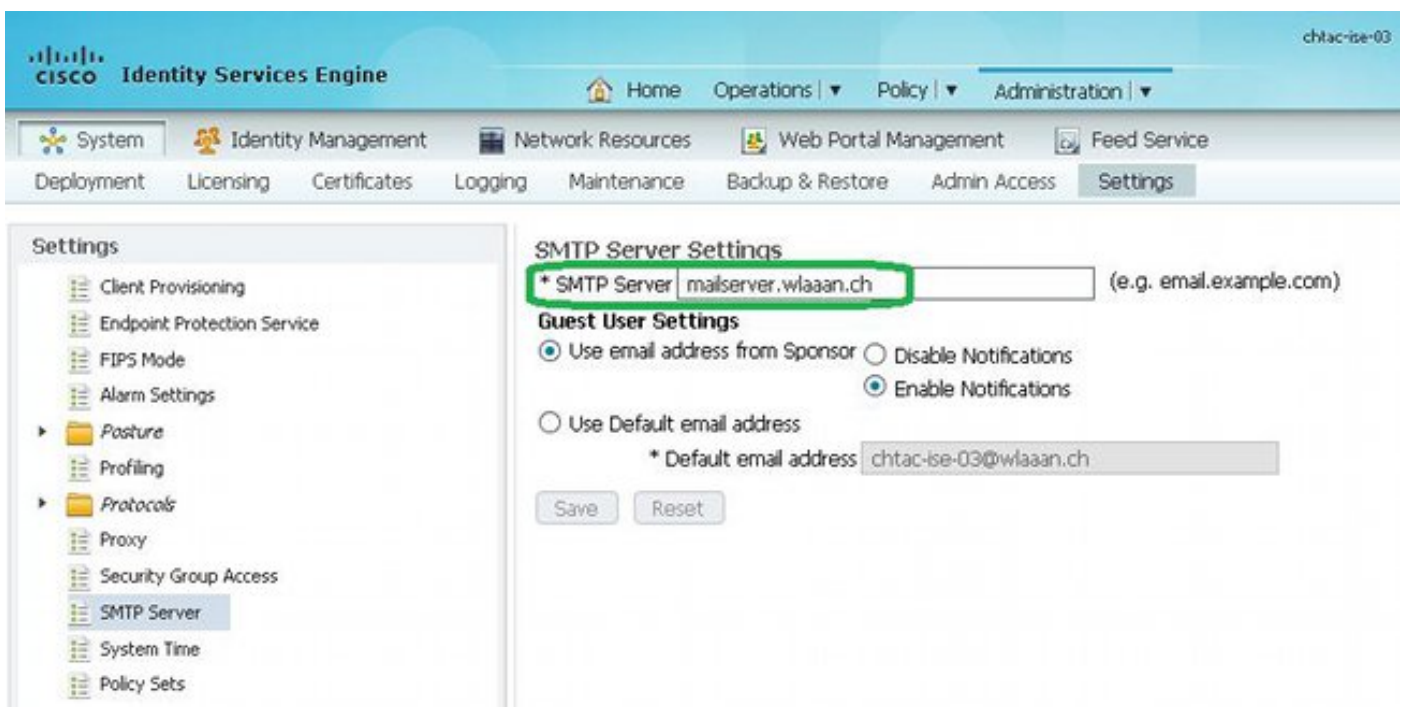 chtac-ise-03
CISCO Identity Services Engine
Home Operations | ▼ Policy | ▼ Administration | ▼
System Identity Management Network Resources Web Portal Management Feed Service
Deployment Licensing Certificates Logging Maintenance Backup & Restore Admin Access Settings
Settings
Client Provisioning
Endpoint Protection Service
FIPS Mode
Alarm Settings
Posture
Profiling
Protocols
Proxy
Security Group Access
SMTP Server
System Time
Policy Sets
SMTP Server Settings
* SMTP Server mailserver.wlaaan.ch (e.g. email.example.com)
Guest User Settings
Use email address from Sponsor Disable Notifications
Enable Notifications
Use Default email address
* Default email address chtac-ise-03@wlaaan.ch
Save Reset